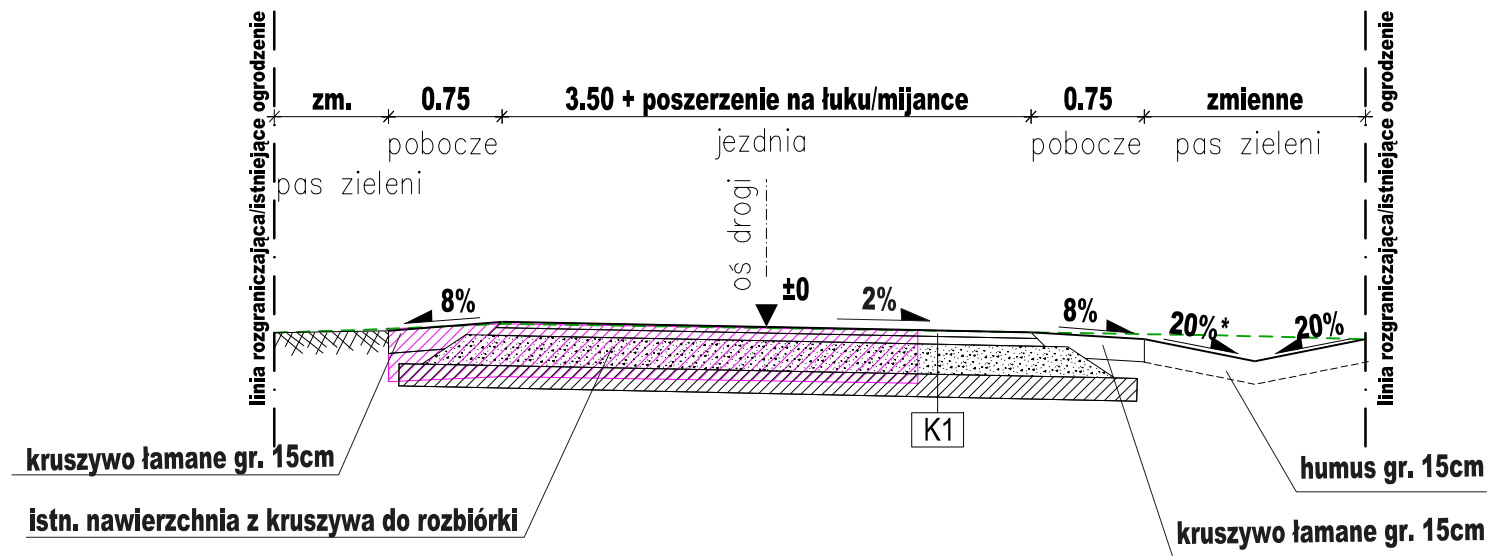 linia rozgraniczająca/istniejące ogrodzenie
zm.
0.75
3.50 + poszerzenie na łuku/mijance
0.75
zmienne
pobocze
jezdnia
pobocze
pas zieleni
pas zieleni
oś drogi
linia rozgraniczająca/istniejące ogrodzenie
8%
±0
2%
8%
20%*
20%
K1
kruszywo łamane gr. 15cm
humus gr. 15cm
istn. nawierzchnia z kruszywa do rozbiórki
kruszywo łamane gr. 15cm